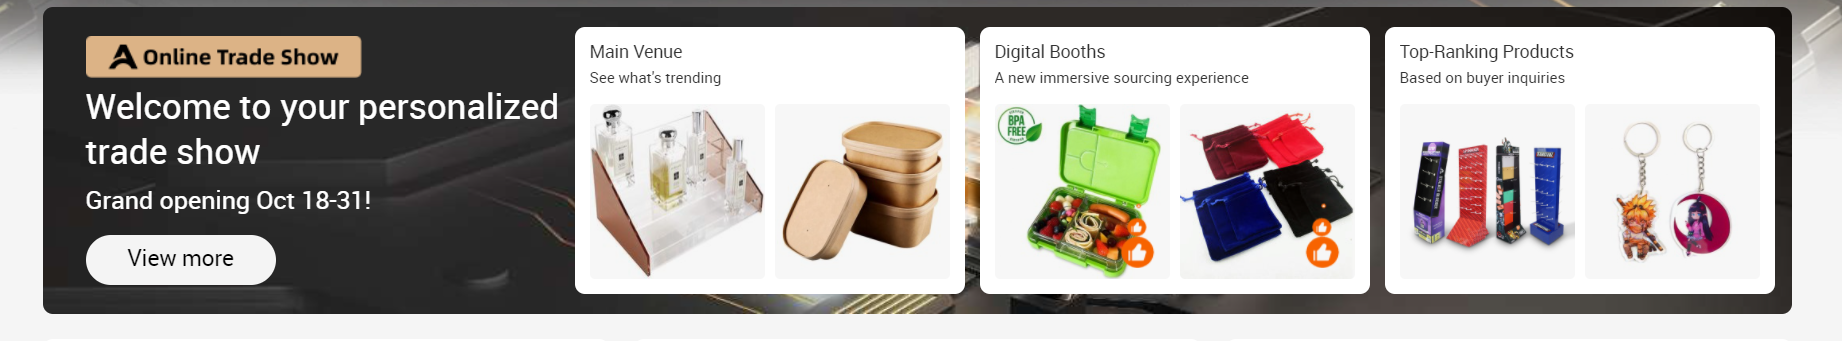 Online Trade Show
Welcome to your personalized
trade show
Grand opening Oct 18-31!
View more
Main Venue
See what's trending
Digital Booths
A new immersive sourcing experience
BPA
FREE
Top-Ranking Products
Based on buyer inquiries